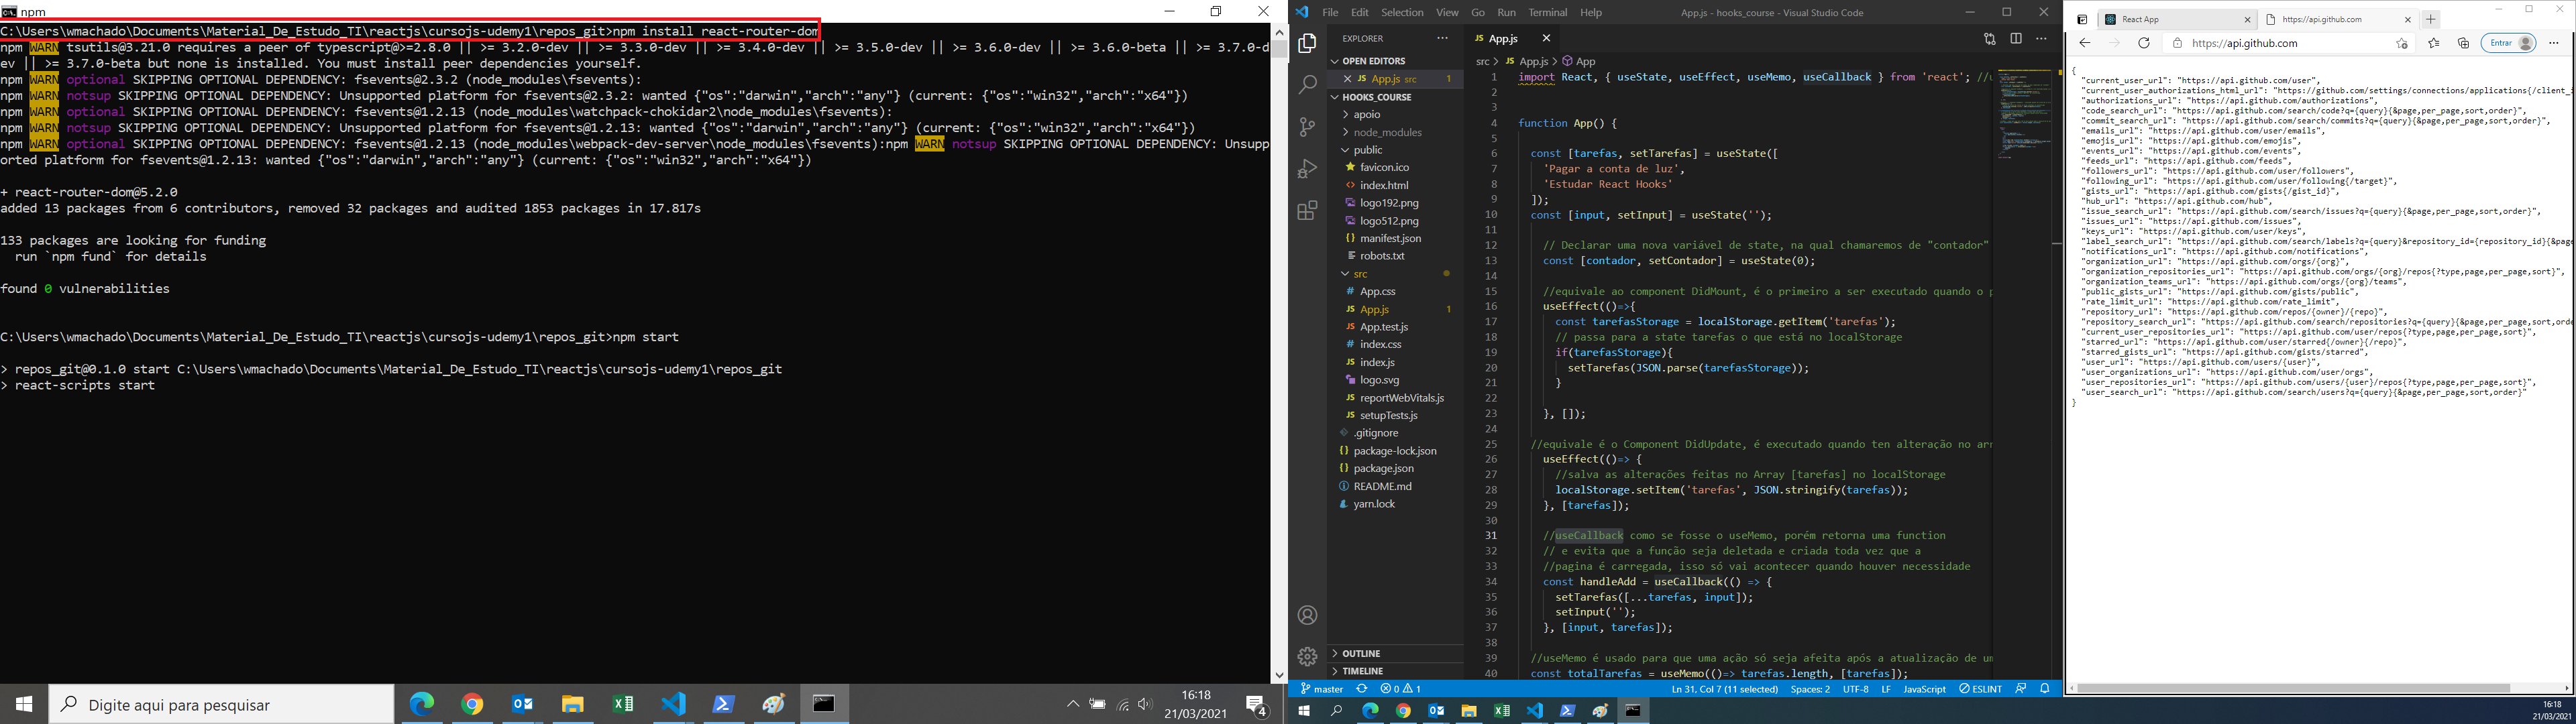 npm
C:\Users\wmachado\Documents\Material_De_Estudo_TI\reactjs\cursojs-udemy1\repos_git>npm install react-router-dom
npm WARN tsutils@3.21.0 requires a peer of typescript@>=2.8.0 || >= 3.2.0-dev || >= 3.3.0-dev || >= 3.4.0-dev || >= 3.5.0-dev || >= 3.6.0-dev || >= 3.6.0-beta || >= 3.7.0-d
ev || >= 3.7.0-beta but none is installed. You must install peer dependencies yourself.
npm WARN optional SKIPPING OPTIONAL DEPENDENCY: fsevents@2.3.2 (node_modules\fsevents):
npm WARN notsup SKIPPING OPTIONAL DEPENDENCY: Unsupported platform for fsevents@2.3.2: wanted {"os":"darwin","arch":"any"} (current: {"os":"win32","arch":"x64"})
npm WARN optional SKIPPING OPTIONAL DEPENDENCY: fsevents@1.2.13 (node_modules\watchpack-chokidar2\node_modules\fsevents):
npm WARN notsup SKIPPING OPTIONAL DEPENDENCY: Unsupported platform for fsevents@1.2.13: wanted {"os":"darwin","arch":"any"} (current: {"os":"win32","arch":"x64"})
npm WARN optional SKIPPING OPTIONAL DEPENDENCY: fsevents@1.2.13 (node_modules\webpack-dev-server\node_modules\fsevents):npm WARN notsup SKIPPING OPTIONAL DEPENDENCY: Unsupp
orted platform for fsevents@1.2.13: wanted {"os":"darwin","arch":"any"} (current: {"os":"win32","arch":"x64"})
+ react-router-dom@5.2.0
added 13 packages from 6 contributors, removed 32 packages and audited 1853 packages in 17.817s
133 packages are looking for funding
run `npm fund` for details
found 0 vulnerabilities
C:\Users\wmachado\Documents\Material_De_Estudo_TI\reactjs\cursojs-udemy1\repos_git>npm start
> repos_git@0.1.0 start C:\Users\wmachado\Documents\Material_De_Estudo_TI\reactjs\cursojs-udemy1\repos_git
> react-scripts start
Digite aqui para pesquisar
16:18
21/03/2021
4
File Edit Selection View Go Run Terminal Help
App.js - hooks_course - Visual Studio Code
EXPLORER
OPEN EDITORS
JS App.js src 1
HOOKS_COURSE
apoio
node_modules
public
favicon.ico
index.html
logo192.png
logo512.png
manifest.json
robots.txt
src
# App.css
JS App.js 1
JS App.test.js
# index.css
JS index.js
logo.svg
JS reportWebVitals.js
JS setupTests.js
.gitignore
package-lock.json
package.json
README.md
yarn.lock
OUTLINE
TIMELINE
JS App.js
src > JS App.js > App
1 import React, { useState, useEffect, useMemo, useCallback } from 'react'; //u
2
3
4 function App() {
5
6 const [tarefas, setTarefas] = useState([
7 'Pagar a conta de luz',
8 'Estudar React Hooks'
9 ]);
10 const [input, setInput] = useState('');
11
12 // Declarar uma nova variável de state, na qual chamaremos de "contador"
13 const [contador, setContador] = useState(0);
14
15 //equivale ao component DidMount, é o primeiro a ser executado quando o p
16 useEffect(()=>{
17 const tarefasStorage = localStorage.getItem('tarefas');
18 // passa para a state tarefas o que está no localStorage
19 if(tarefasStorage){
20 setTarefas(JSON.parse(tarefasStorage));
21 }
22
23 }, []);
24
25 //equivale é o Component DidUpdate, é executado quando ten alteração no arr
26 useEffect(()=> {
27 //salva as alterações feitas no Array [tarefas] no localStorage
28 localStorage.setItem('tarefas', JSON.stringify(tarefas));
29 }, [tarefas]);
30
31 //useCallback como se fosse o useMemo, porém retorna uma function
32 // e evita que a função seja deletada e criada toda vez que a
33 //pagina é carregada, isso só vai acontecer quando houver necessidade
34 const handleAdd = useCallback(() => {
35 setTarefas([...tarefas, input]);
36 setInput('');
37 }, [input, tarefas]);
38
39 //useMemo é usado para que uma ação só seja afeita após a atualização de um
40 const totalTarefas = useMemo(()=> tarefas.length, [tarefas]);
master 0 1
Ln 31, Col 7 (11 selected) Spaces: 2 UTF-8 LF JavaScript ESLINT
React App
https://api.github.com
https://api.github.com
Entrar
{
"current_user_url": "https://api.github.com/user",
"current_user_authorizations_html_url": "https://github.com/settings/connections/applications{/client_i
"authorizations_url": "https://api.github.com/authorizations",
"code_search_url": "https://api.github.com/search/code?q={query}{&page,per_page,sort,order}",
"commit_search_url": "https://api.github.com/search/commits?q={query}{&page,per_page,sort,order}",
"emails_url": "https://api.github.com/user/emails",
"emojis_url": "https://api.github.com/emojis",
"events_url": "https://api.github.com/events",
"feeds_url": "https://api.github.com/feeds",
"followers_url": "https://api.github.com/user/followers",
"following_url": "https://api.github.com/user/following{/target}",
"gists_url": "https://api.github.com/gists{/gist_id}",
"hub_url": "https://api.github.com/hub",
"issue_search_url": "https://api.github.com/search/issues?q={query}{&page,per_page,sort,order}",
"issues_url": "https://api.github.com/issues",
"keys_url": "https://api.github.com/user/keys",
"label_search_url": "https://api.github.com/search/labels?q={query}&repository_id={repository_id}{&page
"notifications_url": "https://api.github.com/notifications",
"organization_url": "https://api.github.com/orgs/{org}",
"organization_repositories_url": "https://api.github.com/orgs/{org}/repos{?type,page,per_page,sort}",
"organization_teams_url": "https://api.github.com/orgs/{org}/teams",
"public_gists_url": "https://api.github.com/gists/public",
"rate_limit_url": "https://api.github.com/rate_limit",
"repository_url": "https://api.github.com/repos/{owner}/{repo}",
"repository_search_url": "https://api.github.com/search/repositories?q={query}{&page,per_page,sort,orde
"current_user_repositories_url": "https://api.github.com/user/repos{?type,page,per_page,sort}",
"starred_url": "https://api.github.com/user/starred{/owner}{/repo}",
"starred_gists_url": "https://api.github.com/gists/starred",
"user_url": "https://api.github.com/users/{user}",
"user_organizations_url": "https://api.github.com/user/orgs",
"user_repositories_url": "https://api.github.com/users/{user}/repos{?type,page,per_page,sort}",
"user_search_url": "https://api.github.com/search/users?q={query}{&page,per_page,sort,order}"
}
16:18
21/03/2021